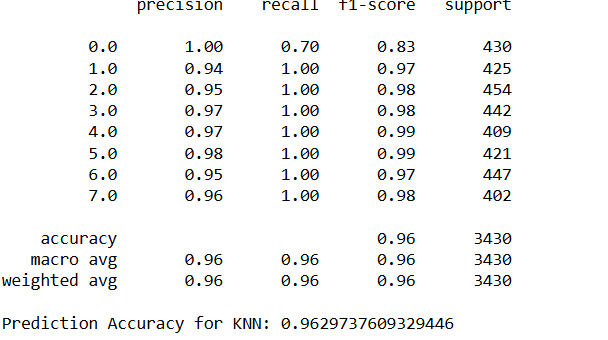 precision recall f1-score support
0.0 1.00 0.70 0.83 430
1.0 0.94 1.00 0.97 425
2.0 0.95 1.00 0.98 454
3.0 0.97 1.00 0.98 442
4.0 0.97 1.00 0.99 409
5.0 0.98 1.00 0.99 421
6.0 0.95 1.00 0.97 447
7.0 0.96 1.00 0.98 402
accuracy 0.96 3430
macro avg 0.96 0.96 0.96 3430
weighted avg 0.96 0.96 0.96 3430
Prediction Accuracy for KNN: 0.9629737609329446